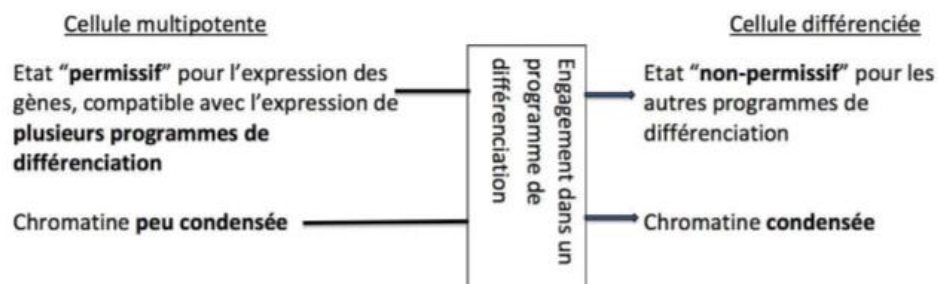 Cellule multipotente
Etat “permissif” pour l’expression des
gènes, compatible avec l’expression de
plusieurs programmes de
différenciation
Chromatine peu condensée
Engagement dans un
programme de
différenciation
Cellule différenciée
Etat “non-permissif” pour les
autres programmes de
différenciation
Chromatine condensée